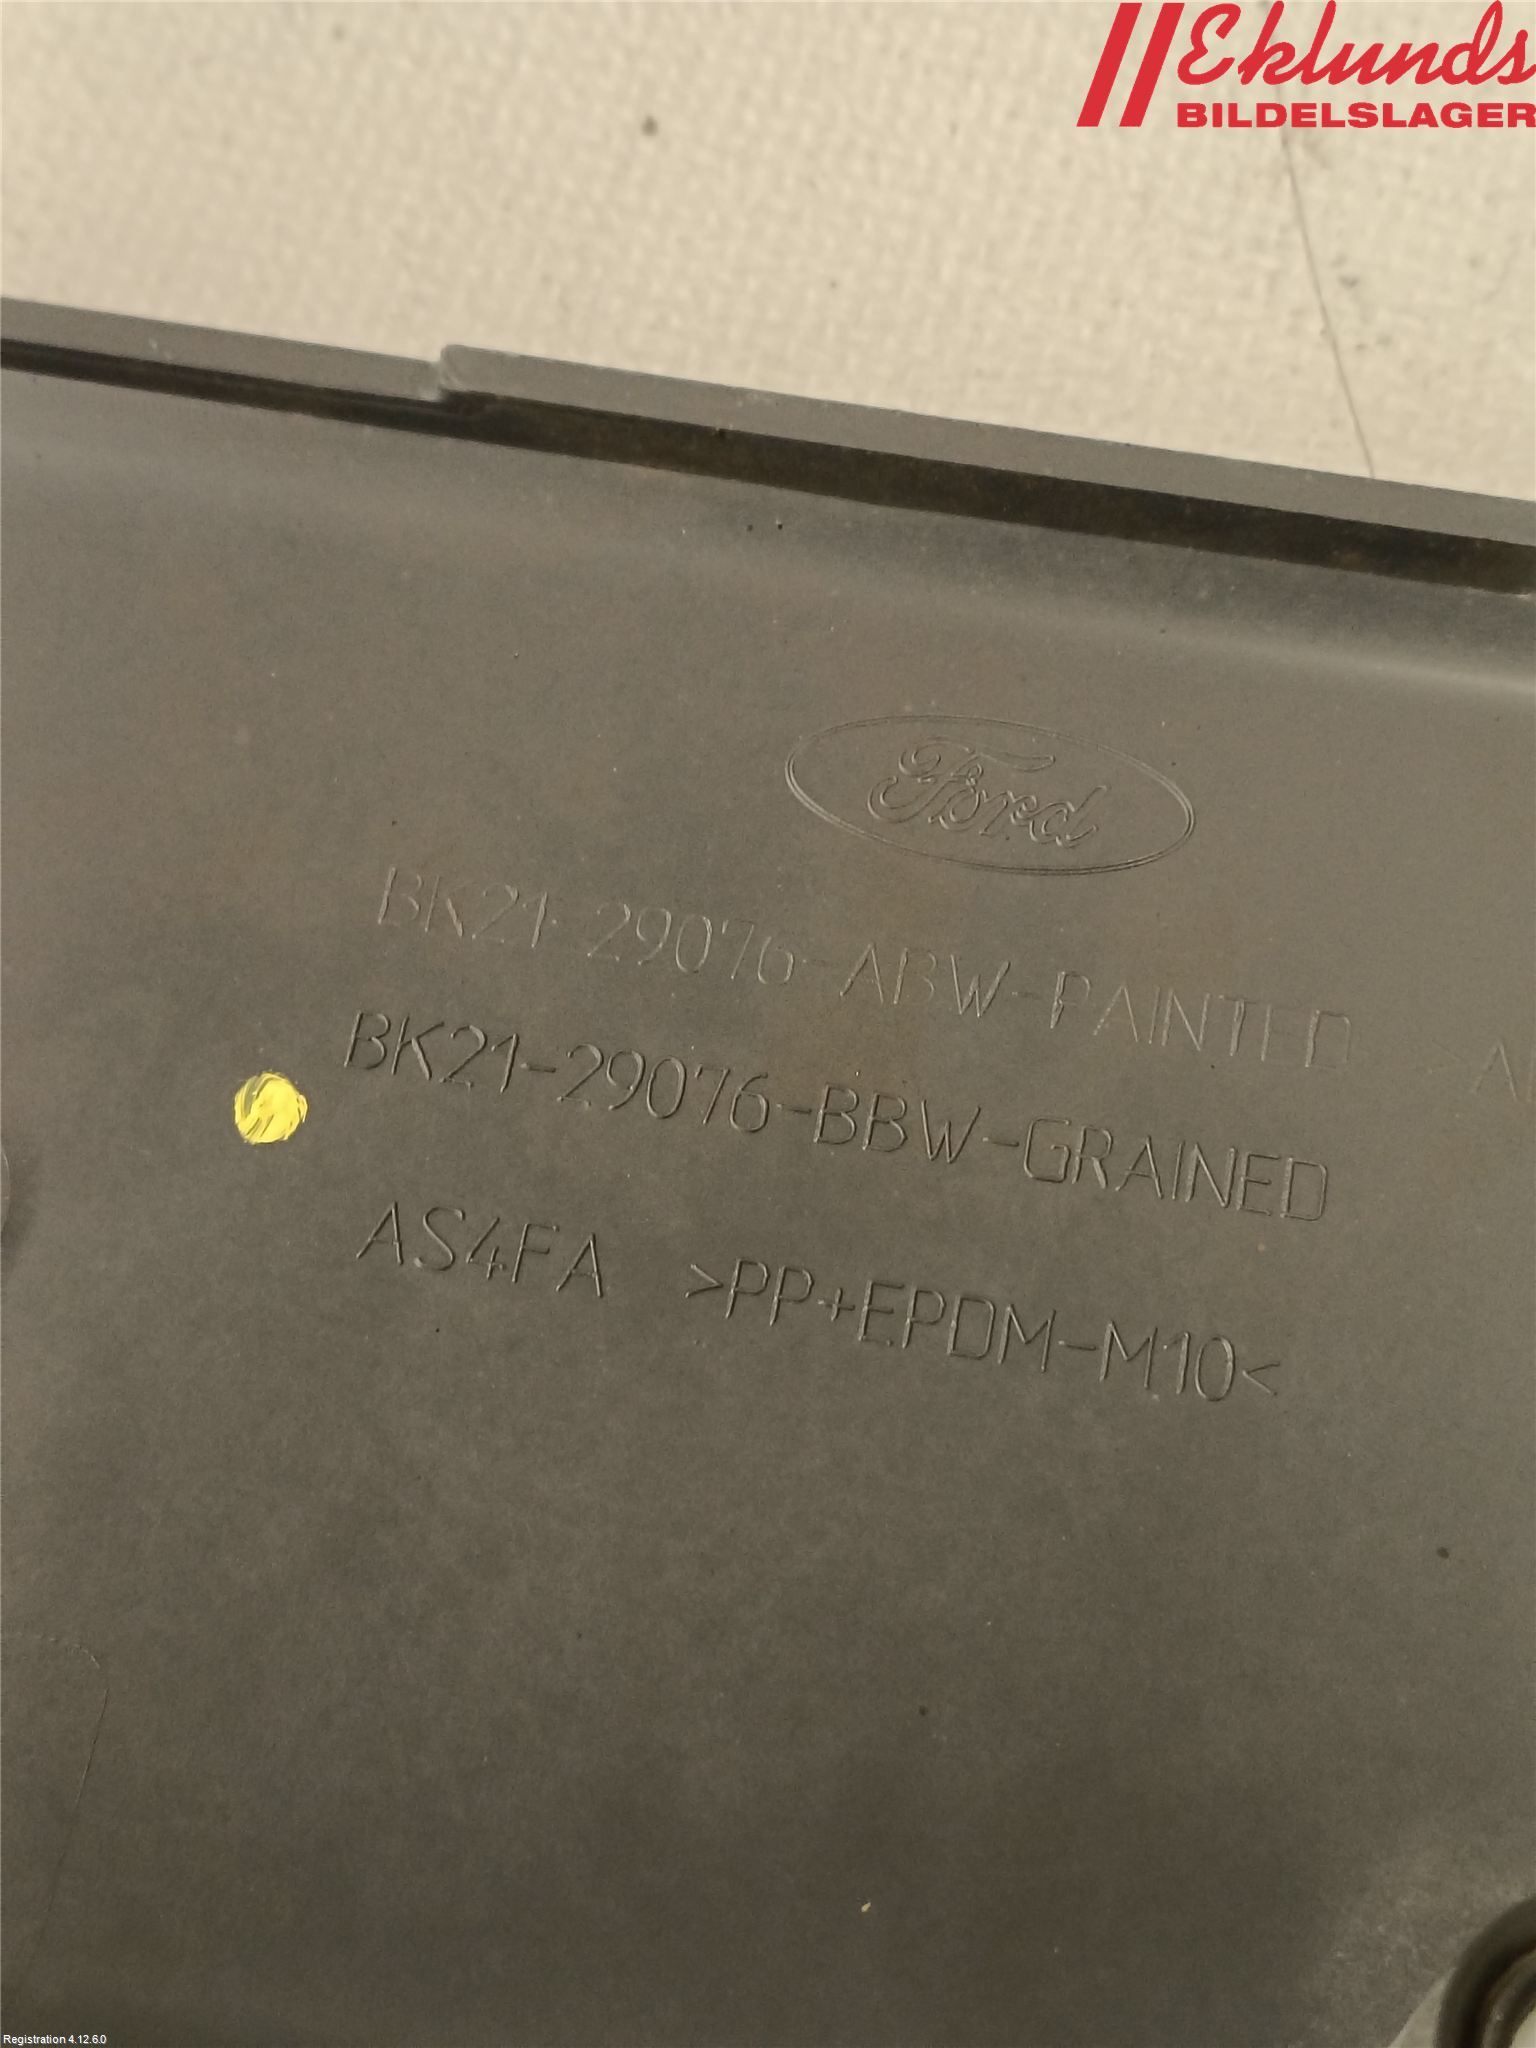 Eklunds
BILDELSLAGER
Ford
BK21-29076-ABW-PAINTED >A
BK21-29076-BBW-GRAINED
AS4FA >PP+EPDM-M10<
Registration 4.12.6.0